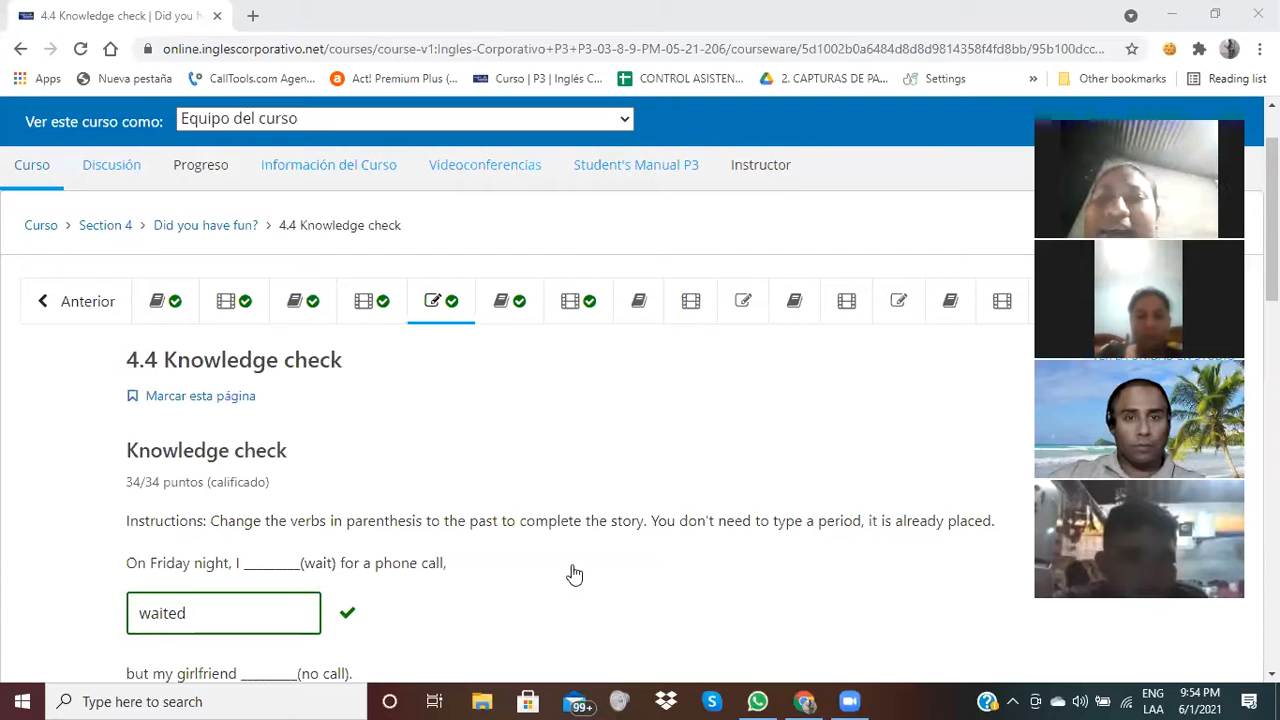 4.4 Knowledge check | Did you h
online.inglescorporativo.net/courses/course-v1:Ingles-Corporativo+P3+P3-03-8-9-PM-05-21-206/courseware/5d1002b0a6484d8d8d9814358f4fd8bb/95b100dcc...
Apps Nueva pestaña CallTools.com Agen... Act! Premium Plus (... Curso | P3 | Inglés C... CONTROL ASISTEN... 2. CAPTURAS DE PA... Settings » Other bookmarks Reading list
Ver este curso como: Equipo del curso
Curso Discusión Progreso Información del Curso Videoconferencias Student's Manual P3 Instructor
Curso > Section 4 > Did you have fun? > 4.4 Knowledge check
Anterior
4.4 Knowledge check
Marcar esta página
Knowledge check
34/34 puntos (calificado)
Instructions: Change the verbs in parenthesis to the past to complete the story. You don't need to type a period, it is already placed.
On Friday night, I _________(wait) for a phone call,
waited
but my girlfriend _________(no call).
Type here to search
99+
ENG
LAA
9:54 PM
6/1/2021